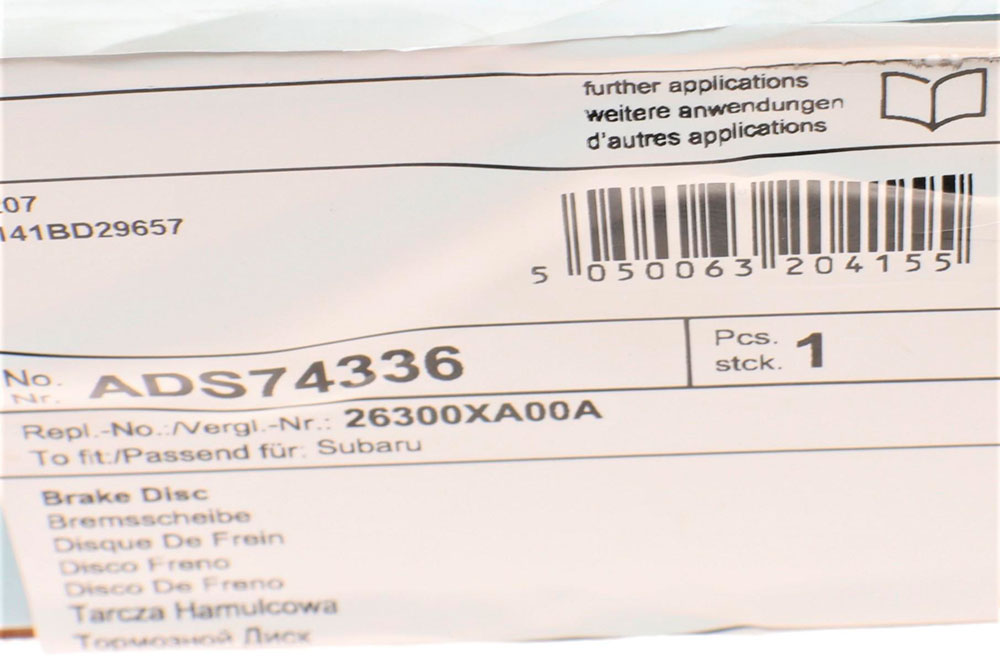 further applications
weitere anwendungen
d'autres applications
:07
141BD29657
5 050063 204155
No. ADS74336
Nr.
Pcs. 1
stck.
Repl.-No.:/Vergl.-Nr.: 26300XA00A
To fit:/Passend für: Subaru
Brake Disc
Bremsscheibe
Disque De Frein
Disco Freno
Disco De Freno
Tarcza Hamulcowa
Тормозной Диск